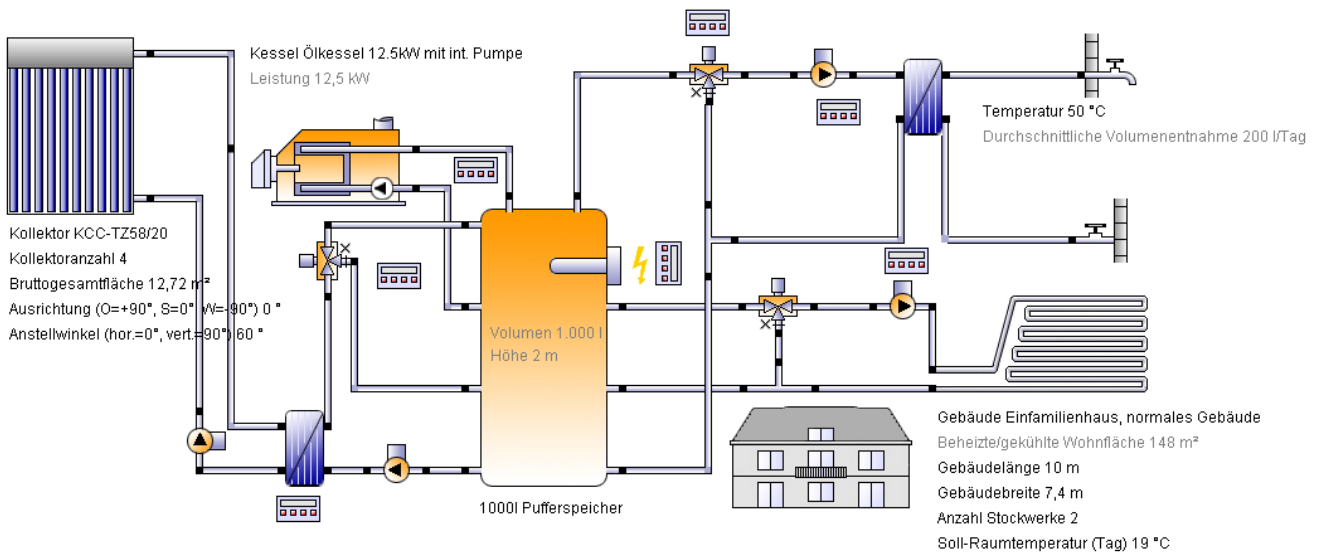 Kessel Ölkessel 12.5kW mit int. Pumpe
Leistung 12,5 kW
Temperatur 50 °C
Durchschnittliche Volumenentnahme 200 l/Tag
Kollektor KCC-TZ58/20
Kollektoranzahl 4
Bruttogesamtfläche 12,72 m²
Ausrichtung (O=+90°, S=0°, W=-90°) 0 °
Anstellwinkel (hor.=0°, vert.=90°) 60 °
Volumen 1.000 l
Höhe 2 m
1000l Pufferspeicher
Gebäude Einfamilienhaus, normales Gebäude
Beheizte/gekühlte Wohnfläche 148 m²
Gebäudelänge 10 m
Gebäudebreite 7,4 m
Anzahl Stockwerke 2
Soll-Raumtemperatur (Tag) 19 °C